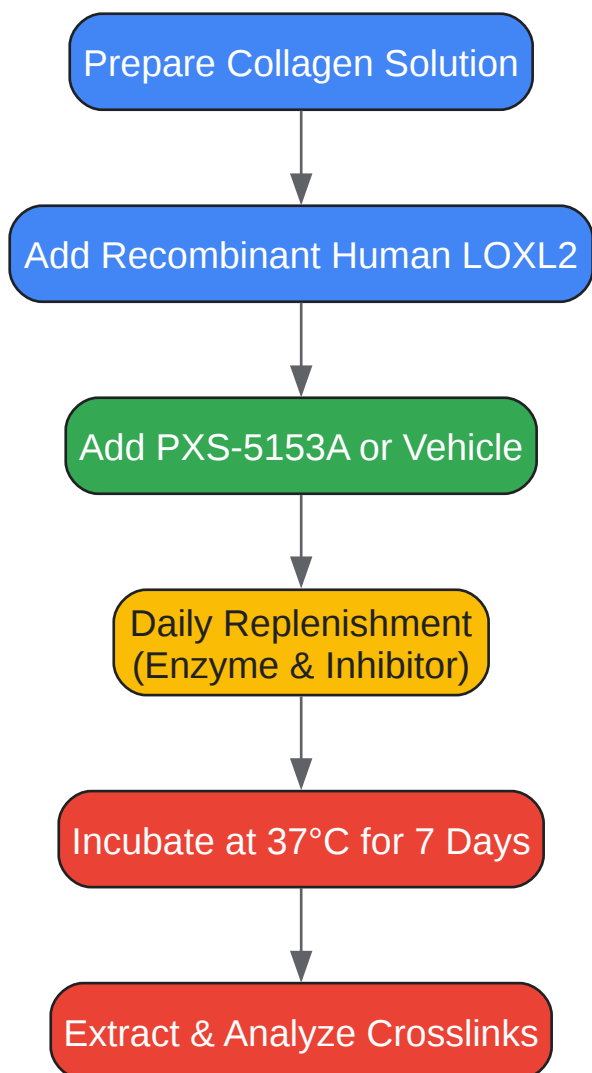 Prepare Collagen Solution
Add Recombinant Human LOXL2
Add PXS-5153A or Vehicle
Daily Replenishment
(Enzyme & Inhibitor)
Incubate at 37°C for 7 Days
Extract & Analyze Crosslinks